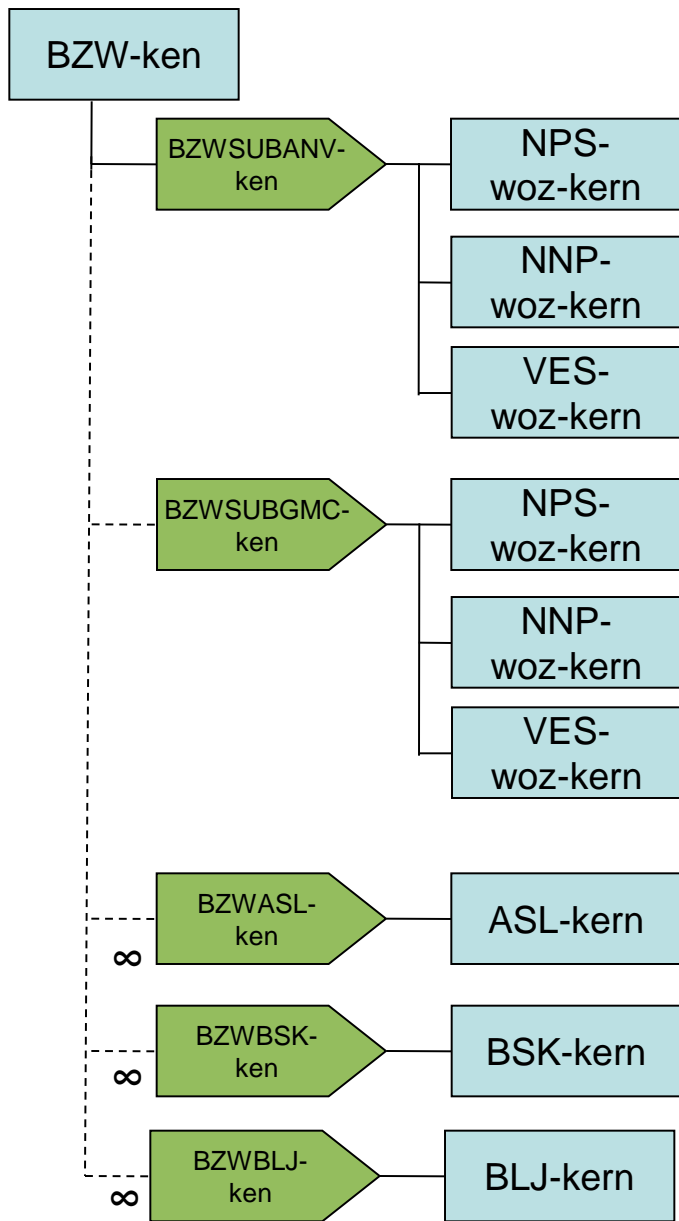 BZW-ken
BZWSUBANV-
ken
NPS-
woz-kern
NNP-
woz-kern
VES-
woz-kern
BZWSUBGMC-
ken
NPS-
woz-kern
NNP-
woz-kern
VES-
woz-kern
BZWASL-
ken
∞
ASL-kern
BZWBSK-
ken
∞
BSK-kern
BZWBLJ-
ken
∞
BLJ-kern